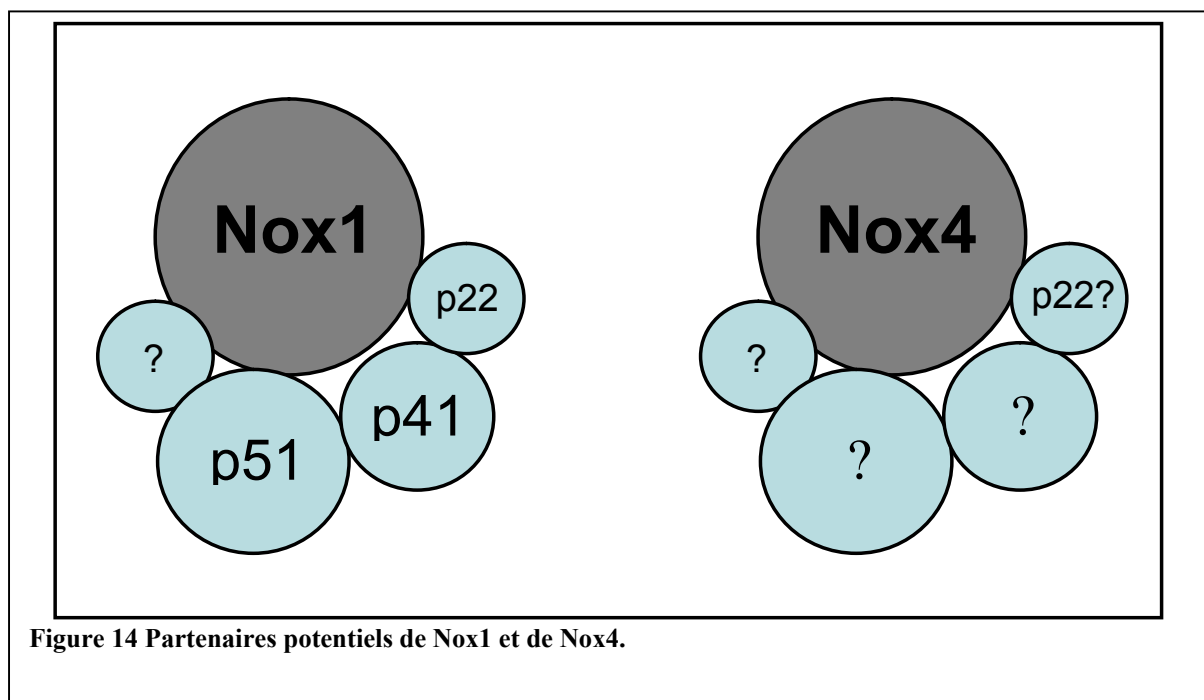 Nox1
p22
?
p41
p51
Nox4
p22?
?
?
?
Figure 14 Partenaires potentiels de Nox1 et de Nox4.